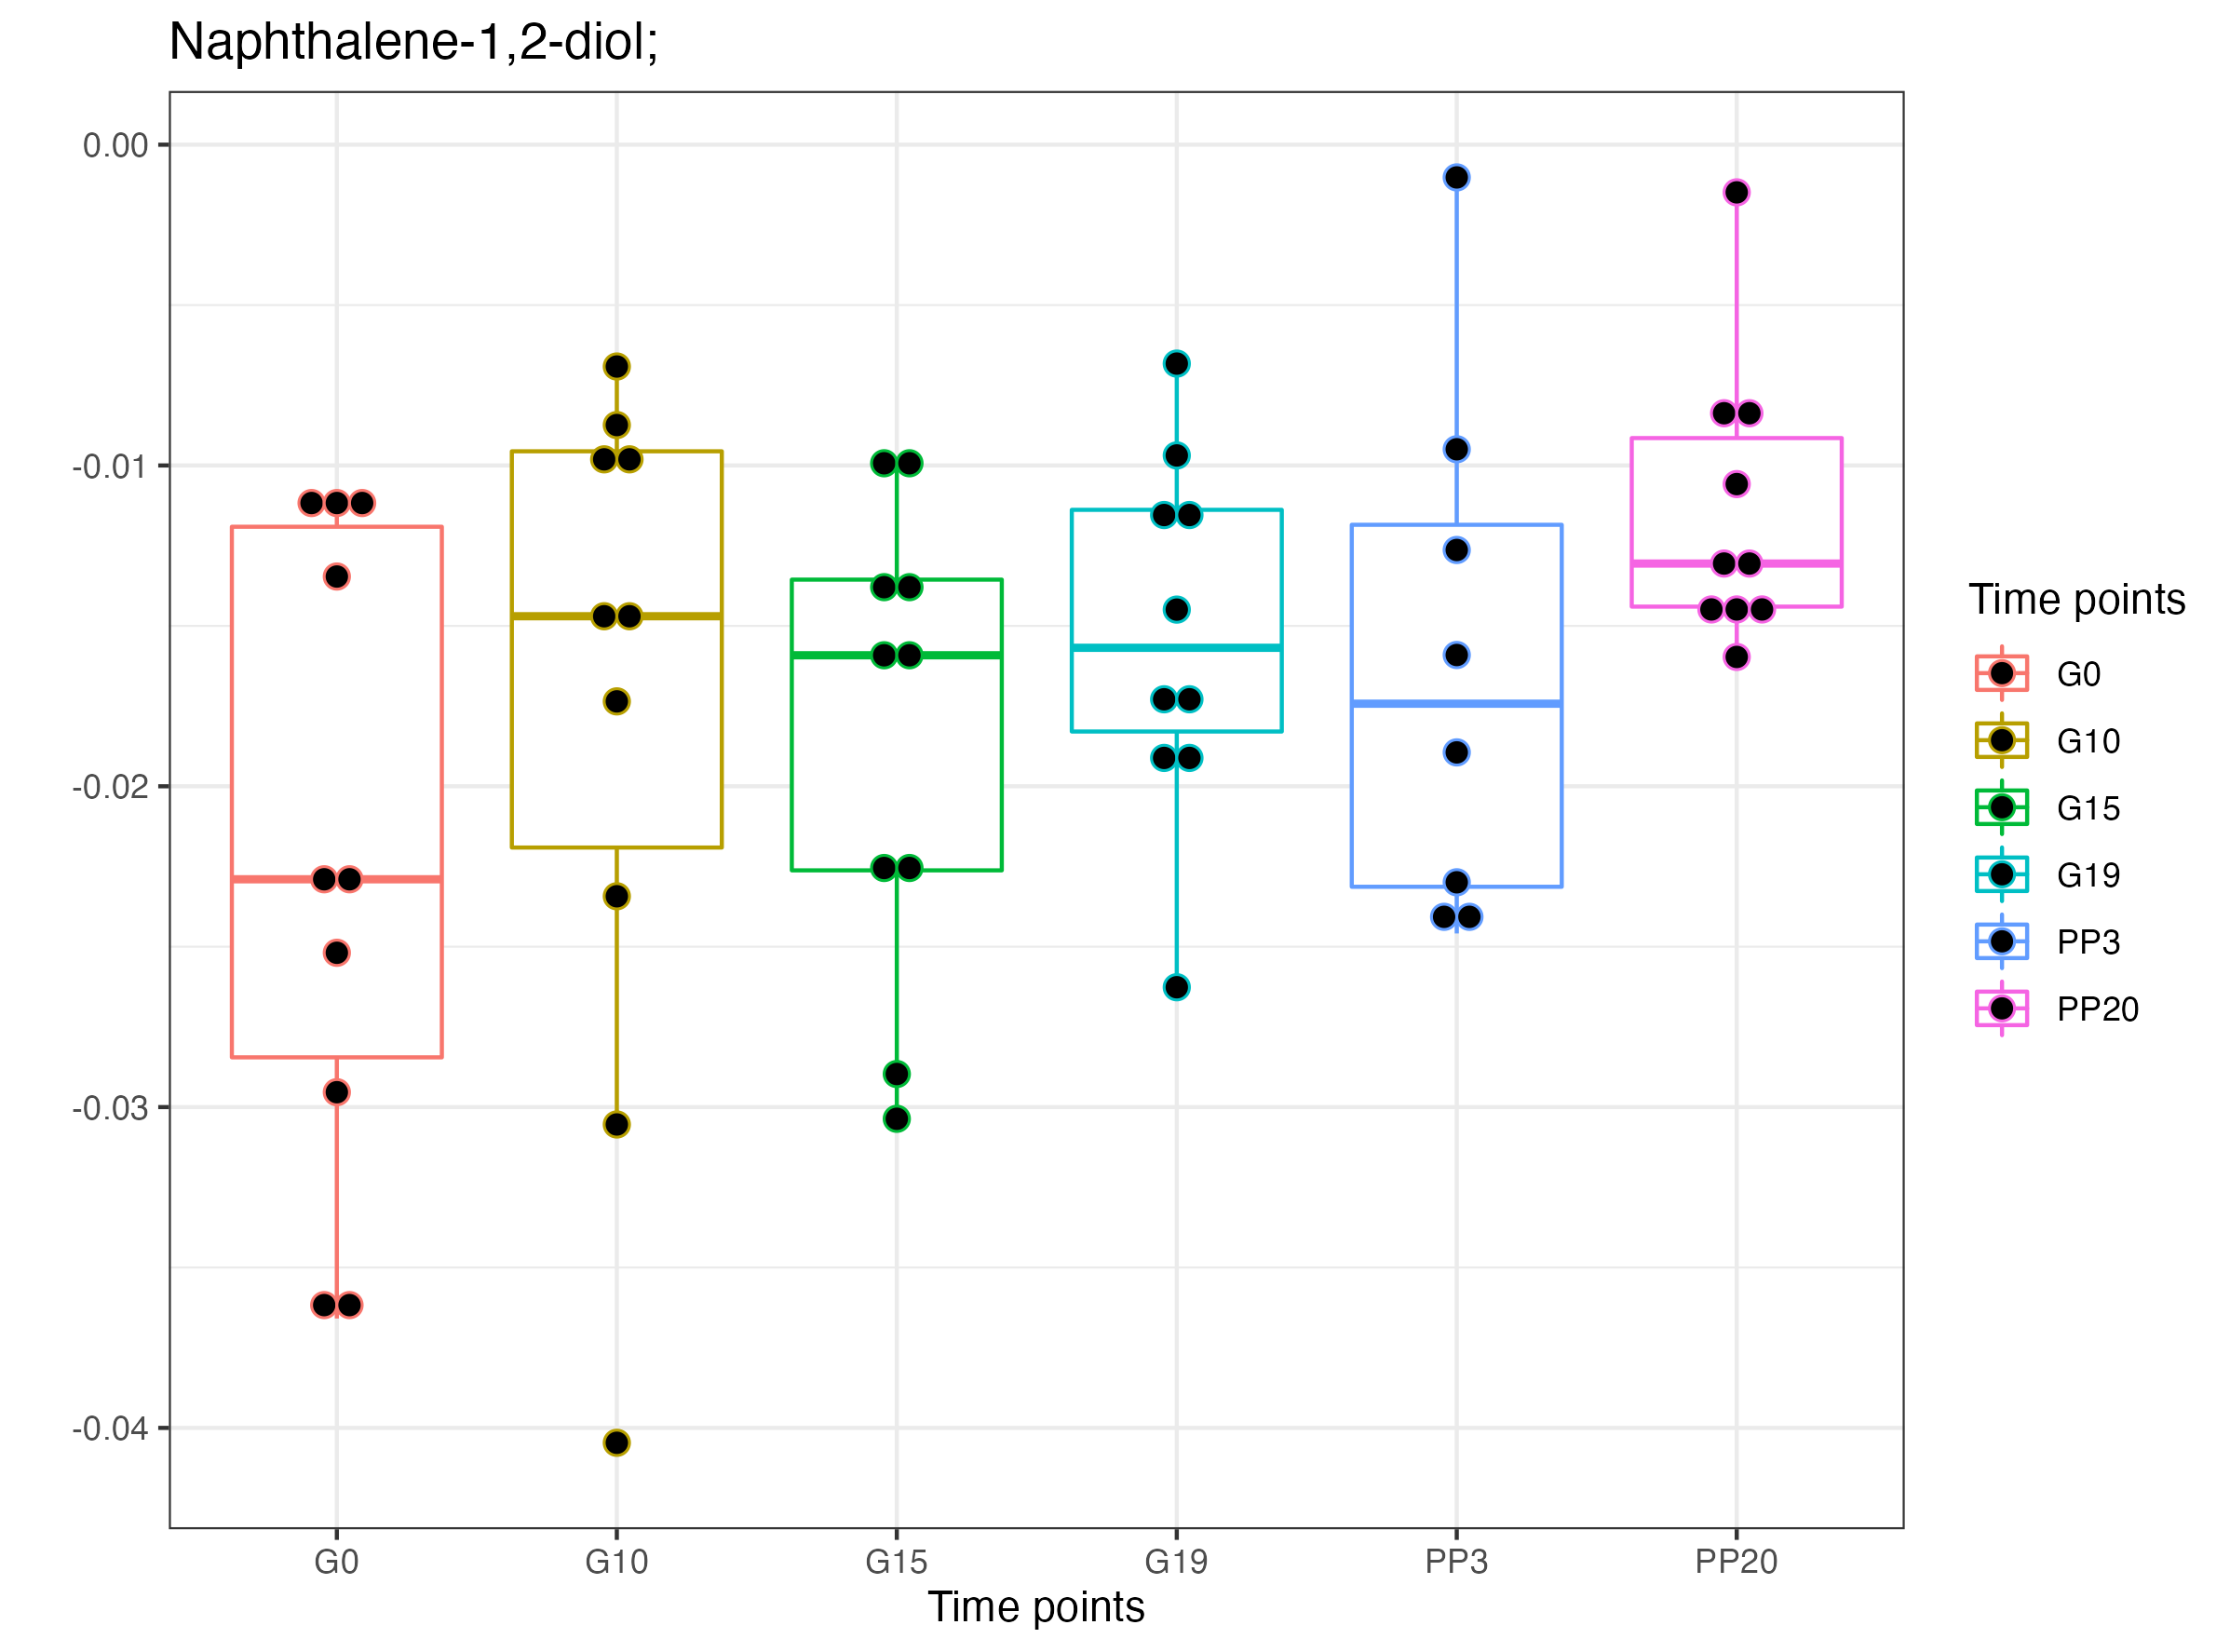 Naphthalene-1,2-diol;
0.00
-0.01
-0.02
-0.03
-0.04
G0 G10 G15 G19 PP3 PP20
Time points
Time points
G0
G10
G15
G19
PP3
PP20